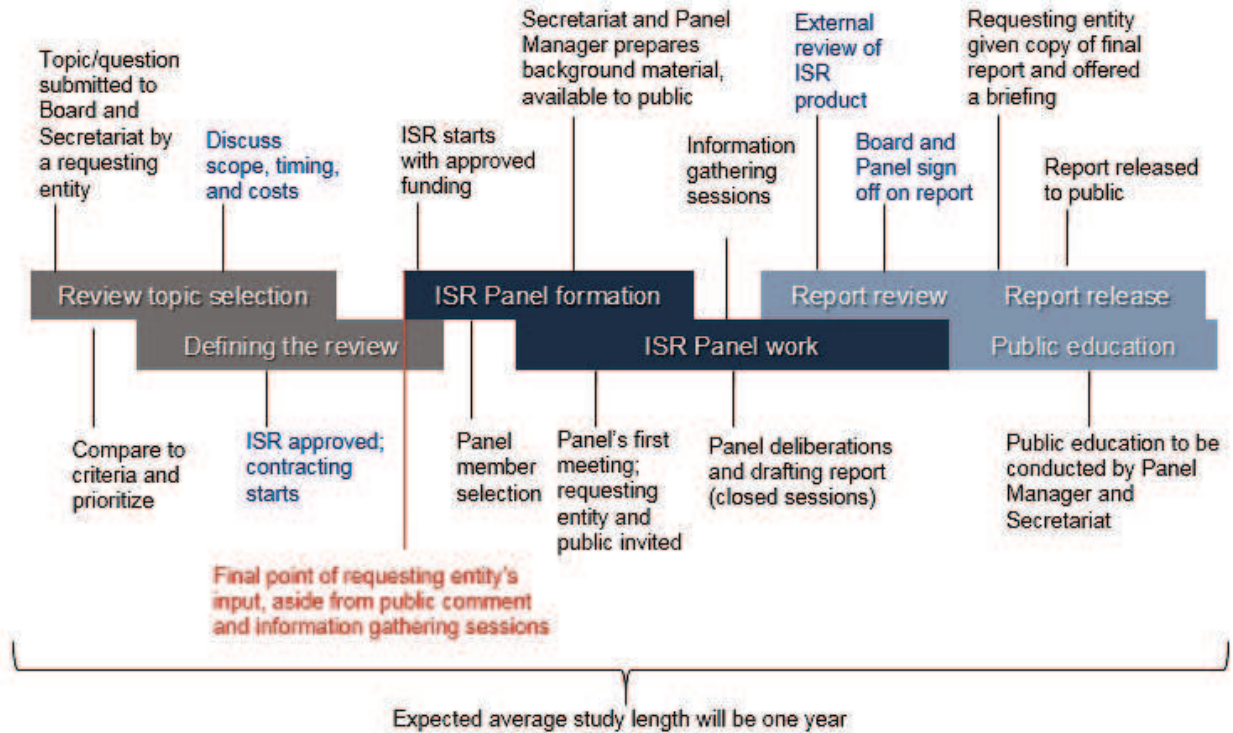 Topic/question
submitted to
Board and
Secretariat by
a requesting
entity
Discuss
scope, timing,
and costs
ISR starts
with approved
funding
Secretariat and Panel
Manager prepares
background material,
available to public
Information
gathering
sessions
External
review of
ISR
product
Board and
Panel sign
off on report
Requesting entity
given copy of final
report and offered
a briefing
Report released
to public
Review topic selection
ISR Panel formation
Report review
Report release
Defining the review
ISR Panel work
Public education
Compare to
criteria and
prioritize
ISR approved;
contracting
starts
Panel
member
selection
Panel's first
meeting;
requesting
entity and
public invited
Panel deliberations
and drafting report
(closed sessions)
Public education to be
conducted by Panel
Manager and
Secretariat
Final point of requesting entity's
input, aside from public comment
and information gathering sessions
Expected average study length will be one year